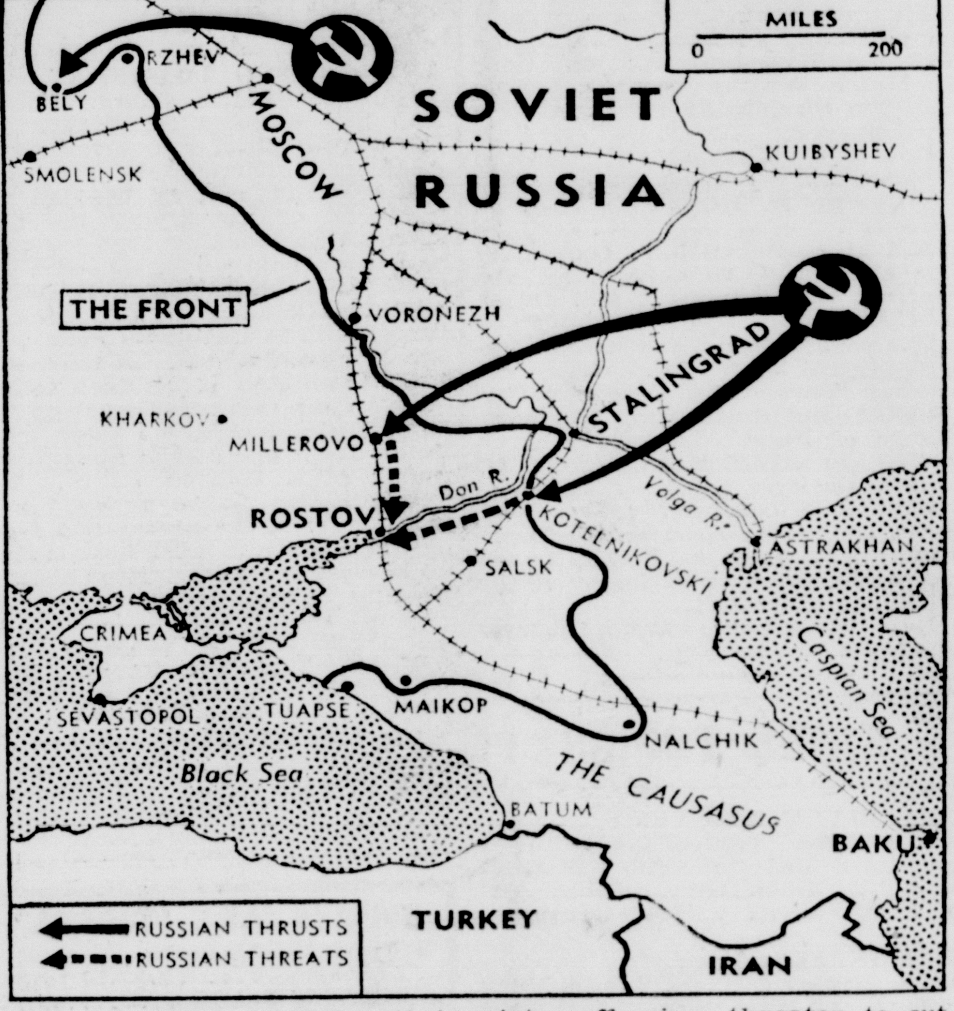 MILES
0 200
RZHEV
BELY
SOVIET
MOSCOW
KUIBYSHEV
SMOLENSK
RUSSIA
THE FRONT
VORONEZH
STALINGRAD
KHARKOV
MILLEROVO
Don R.
Volga R.
ROSTOV
KOTELNIKOVSKI
ASTRAKHAN
SALSK
CRIMEA
Caspian Sea
SEVASTOPOL
TUAPSE
MAIKOP
NALCHIK
Black Sea
THE CAUSASUS
BATUM
BAKU
TURKEY
RUSSIAN THRUSTS
RUSSIAN THREATS
IRAN